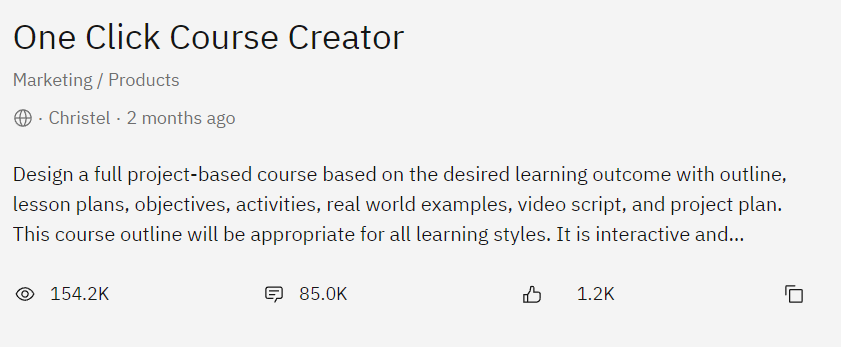 One Click Course Creator
Marketing / Products
· Christel · 2 months ago
Design a full project-based course based on the desired learning outcome with outline,
lesson plans, objectives, activities, real world examples, video script, and project plan.
This course outline will be appropriate for all learning styles. It is interactive and...
154.2K 85.0K 1.2K